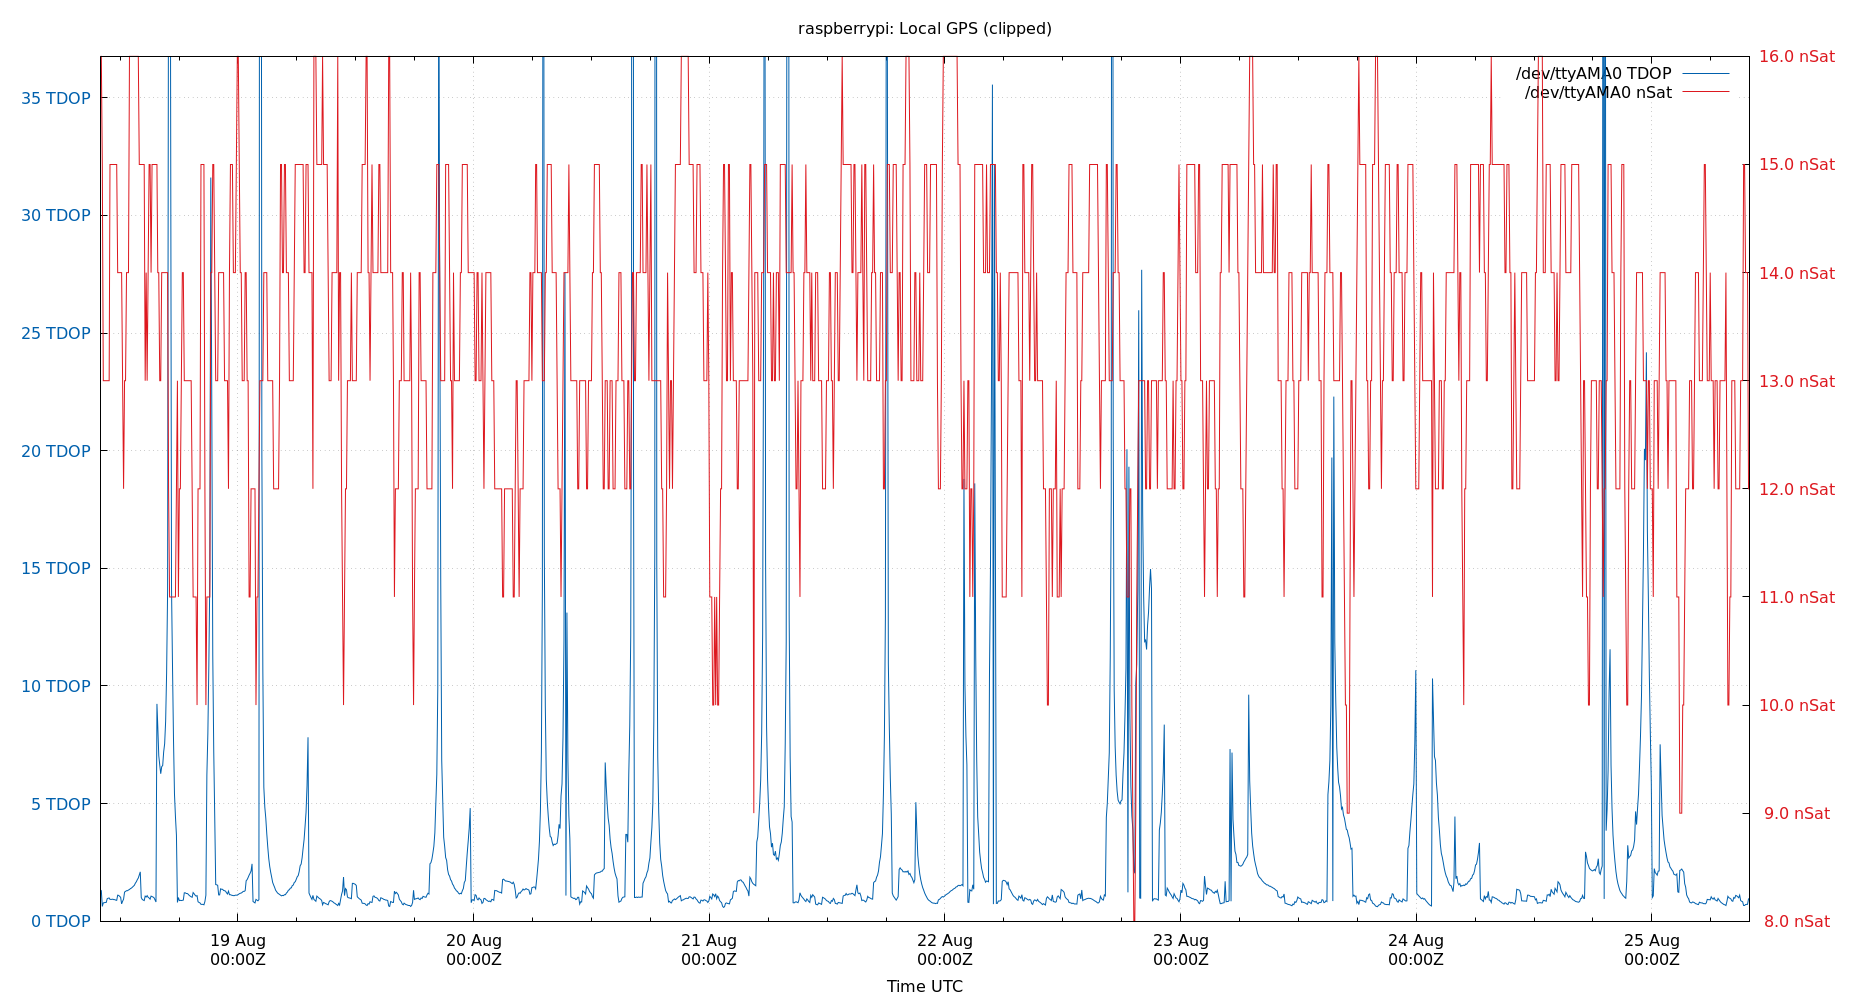 raspberrypi: Local GPS (clipped)
/dev/ttyAMA0 TDOP
/dev/ttyAMA0 nSat
35 TDOP
30 TDOP
25 TDOP
20 TDOP
15 TDOP
10 TDOP
5 TDOP
0 TDOP
16.0 nSat
15.0 nSat
14.0 nSat
13.0 nSat
12.0 nSat
11.0 nSat
10.0 nSat
9.0 nSat
8.0 nSat
19 Aug 20 Aug 21 Aug 22 Aug 23 Aug 24 Aug 25 Aug
00:00Z 00:00Z 00:00Z 00:00Z 00:00Z 00:00Z 00:00Z
Time UTC